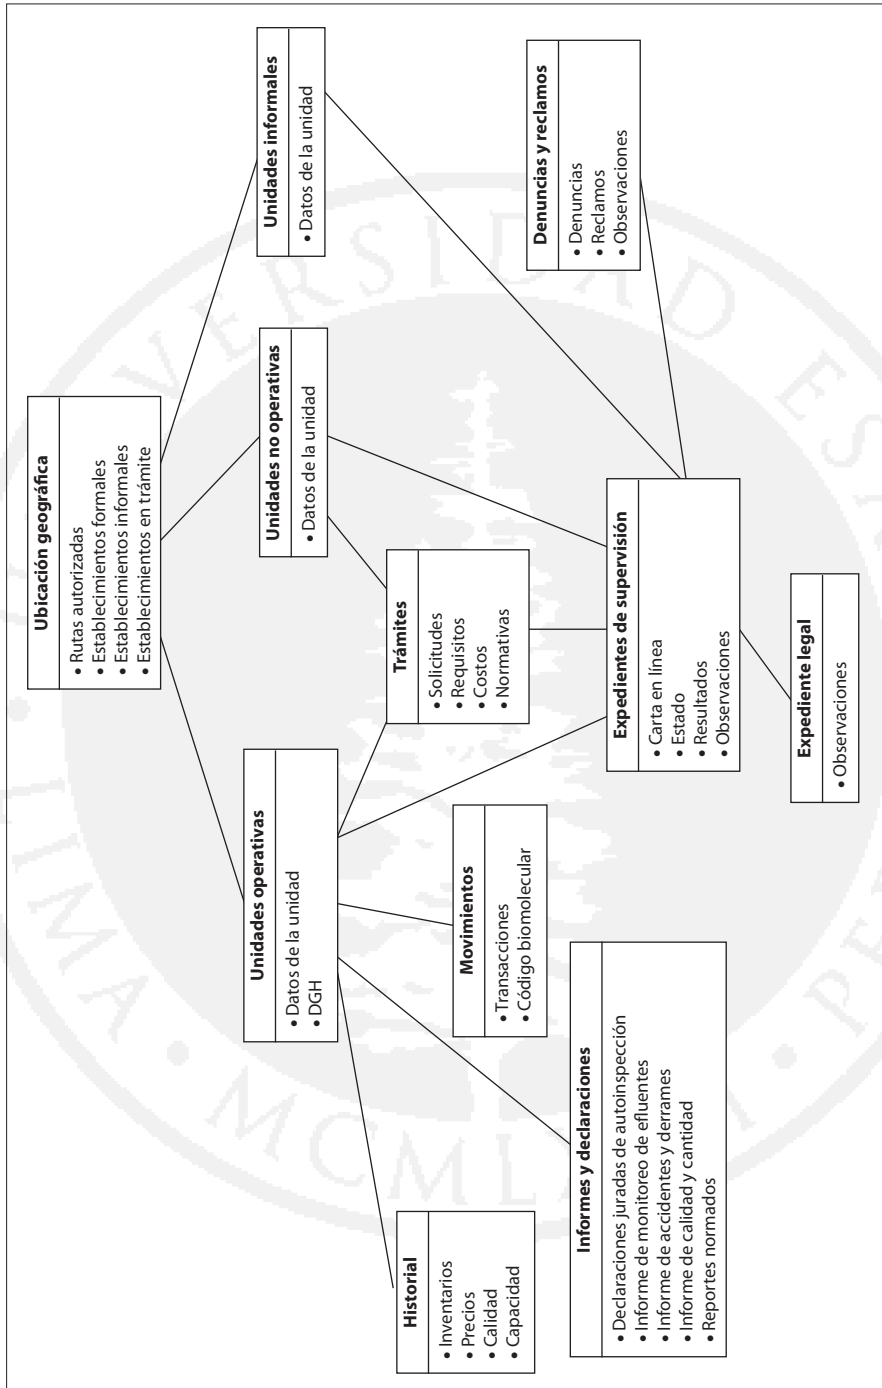 Ubicación geográfica
• Rutas autorizadas
• Establecimientos formales
• Establecimientos informales
• Establecimientos en trámite
Unidades operativas
• Datos de la unidad
• DGH
Unidades no operativas
• Datos de la unidad
Unidades informales
• Datos de la unidad
Historial
• Inventarios
• Precios
• Calidad
• Capacidad
Movimientos
• Transacciones
• Código biomolecular
Trámites
• Solicitudes
• Requisitos
• Costos
• Normativas
Denuncias y reclamos
• Denuncias
• Reclamos
• Observaciones
Informes y declaraciones
• Declaraciones juradas de autoinspección
• Informe de monitoreo de efluentes
• Informe de accidentes y derrames
• Informe de calidad y cantidad
• Reportes normados
Expedientes de supervisión
• Carta en línea
• Estado
• Resultados
• Observaciones
Expediente legal
• Observaciones